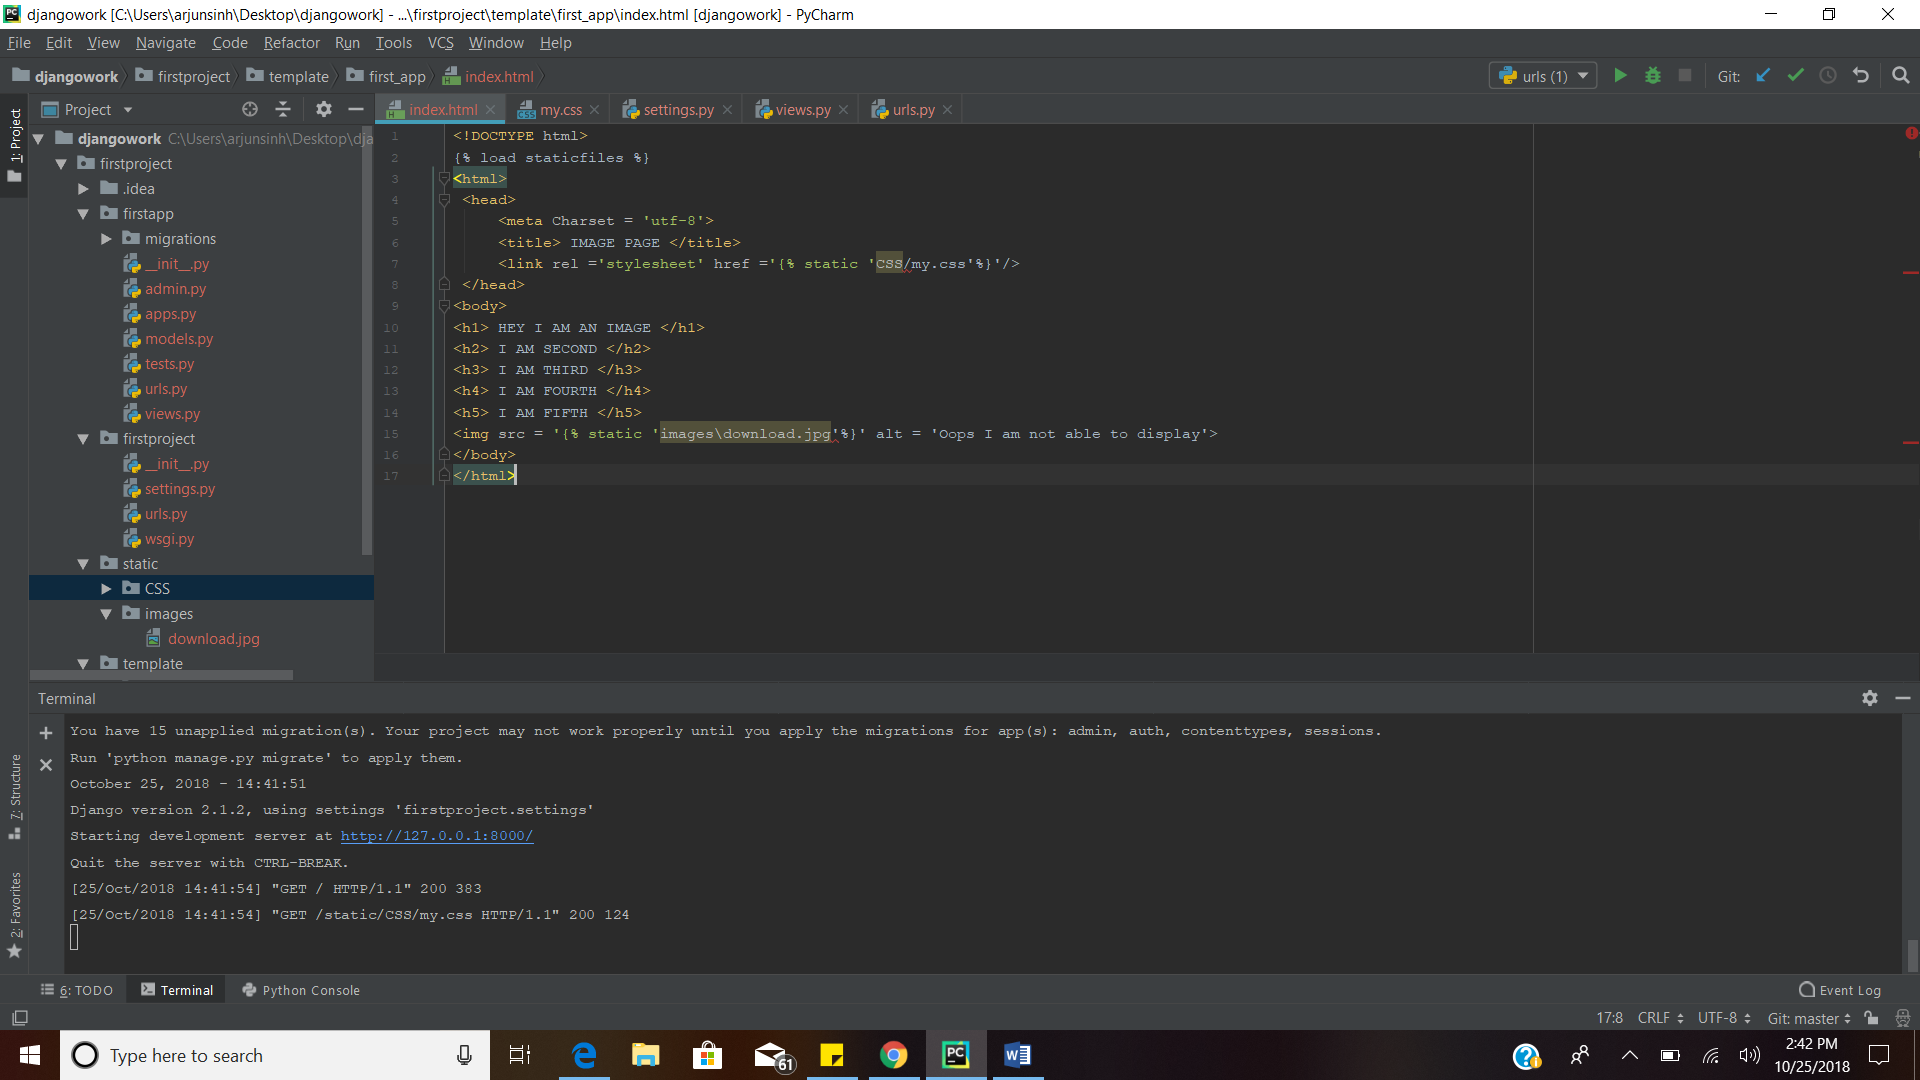 djangowork [C:\Users\arjunsinh\Desktop\djangowork] - ...\firstproject\template\first_app\index.html [djangowork] - PyCharm
File Edit View Navigate Code Refactor Run Tools VCS Window Help
djangowork firstproject template first_app index.html urls (1) Git:
Project
index.html my.css settings.py views.py urls.py
1: Project
7: Structure
2: Favorites
djangowork C:\Users\arjunsinh\Desktop\dja
firstproject
.idea
firstapp
migrations
__init__.py
admin.py
apps.py
models.py
tests.py
urls.py
views.py
firstproject
__init__.py
settings.py
urls.py
wsgi.py
static
CSS
images
download.jpg
template
1 <!DOCTYPE html>
2 {% load staticfiles %}
3 <html>
4 <head>
5 <meta Charset = 'utf-8'>
6 <title> IMAGE PAGE </title>
7 <link rel ='stylesheet' href ='{% static 'CSS/my.css'%}'/>
8 </head>
9 <body>
10 <h1> HEY I AM AN IMAGE </h1>
11 <h2> I AM SECOND </h2>
12 <h3> I AM THIRD </h3>
13 <h4> I AM FOURTH </h4>
14 <h5> I AM FIFTH </h5>
15 <img src = '{% static 'images\download.jpg'%}' alt = 'Oops I am not able to display'>
16 </body>
17 </html>
Terminal
You have 15 unapplied migration(s). Your project may not work properly until you apply the migrations for app(s): admin, auth, contenttypes, sessions.
Run 'python manage.py migrate' to apply them.
October 25, 2018 - 14:41:51
Django version 2.1.2, using settings 'firstproject.settings'
Starting development server at http://127.0.0.1:8000/
Quit the server with CTRL-BREAK.
[25/Oct/2018 14:41:54] "GET / HTTP/1.1" 200 383
[25/Oct/2018 14:41:54] "GET /static/CSS/my.css HTTP/1.1" 200 124
6: TODO Terminal Python Console Event Log
17:8 CRLF UTF-8 Git: master
Type here to search
61
2:42 PM
10/25/2018